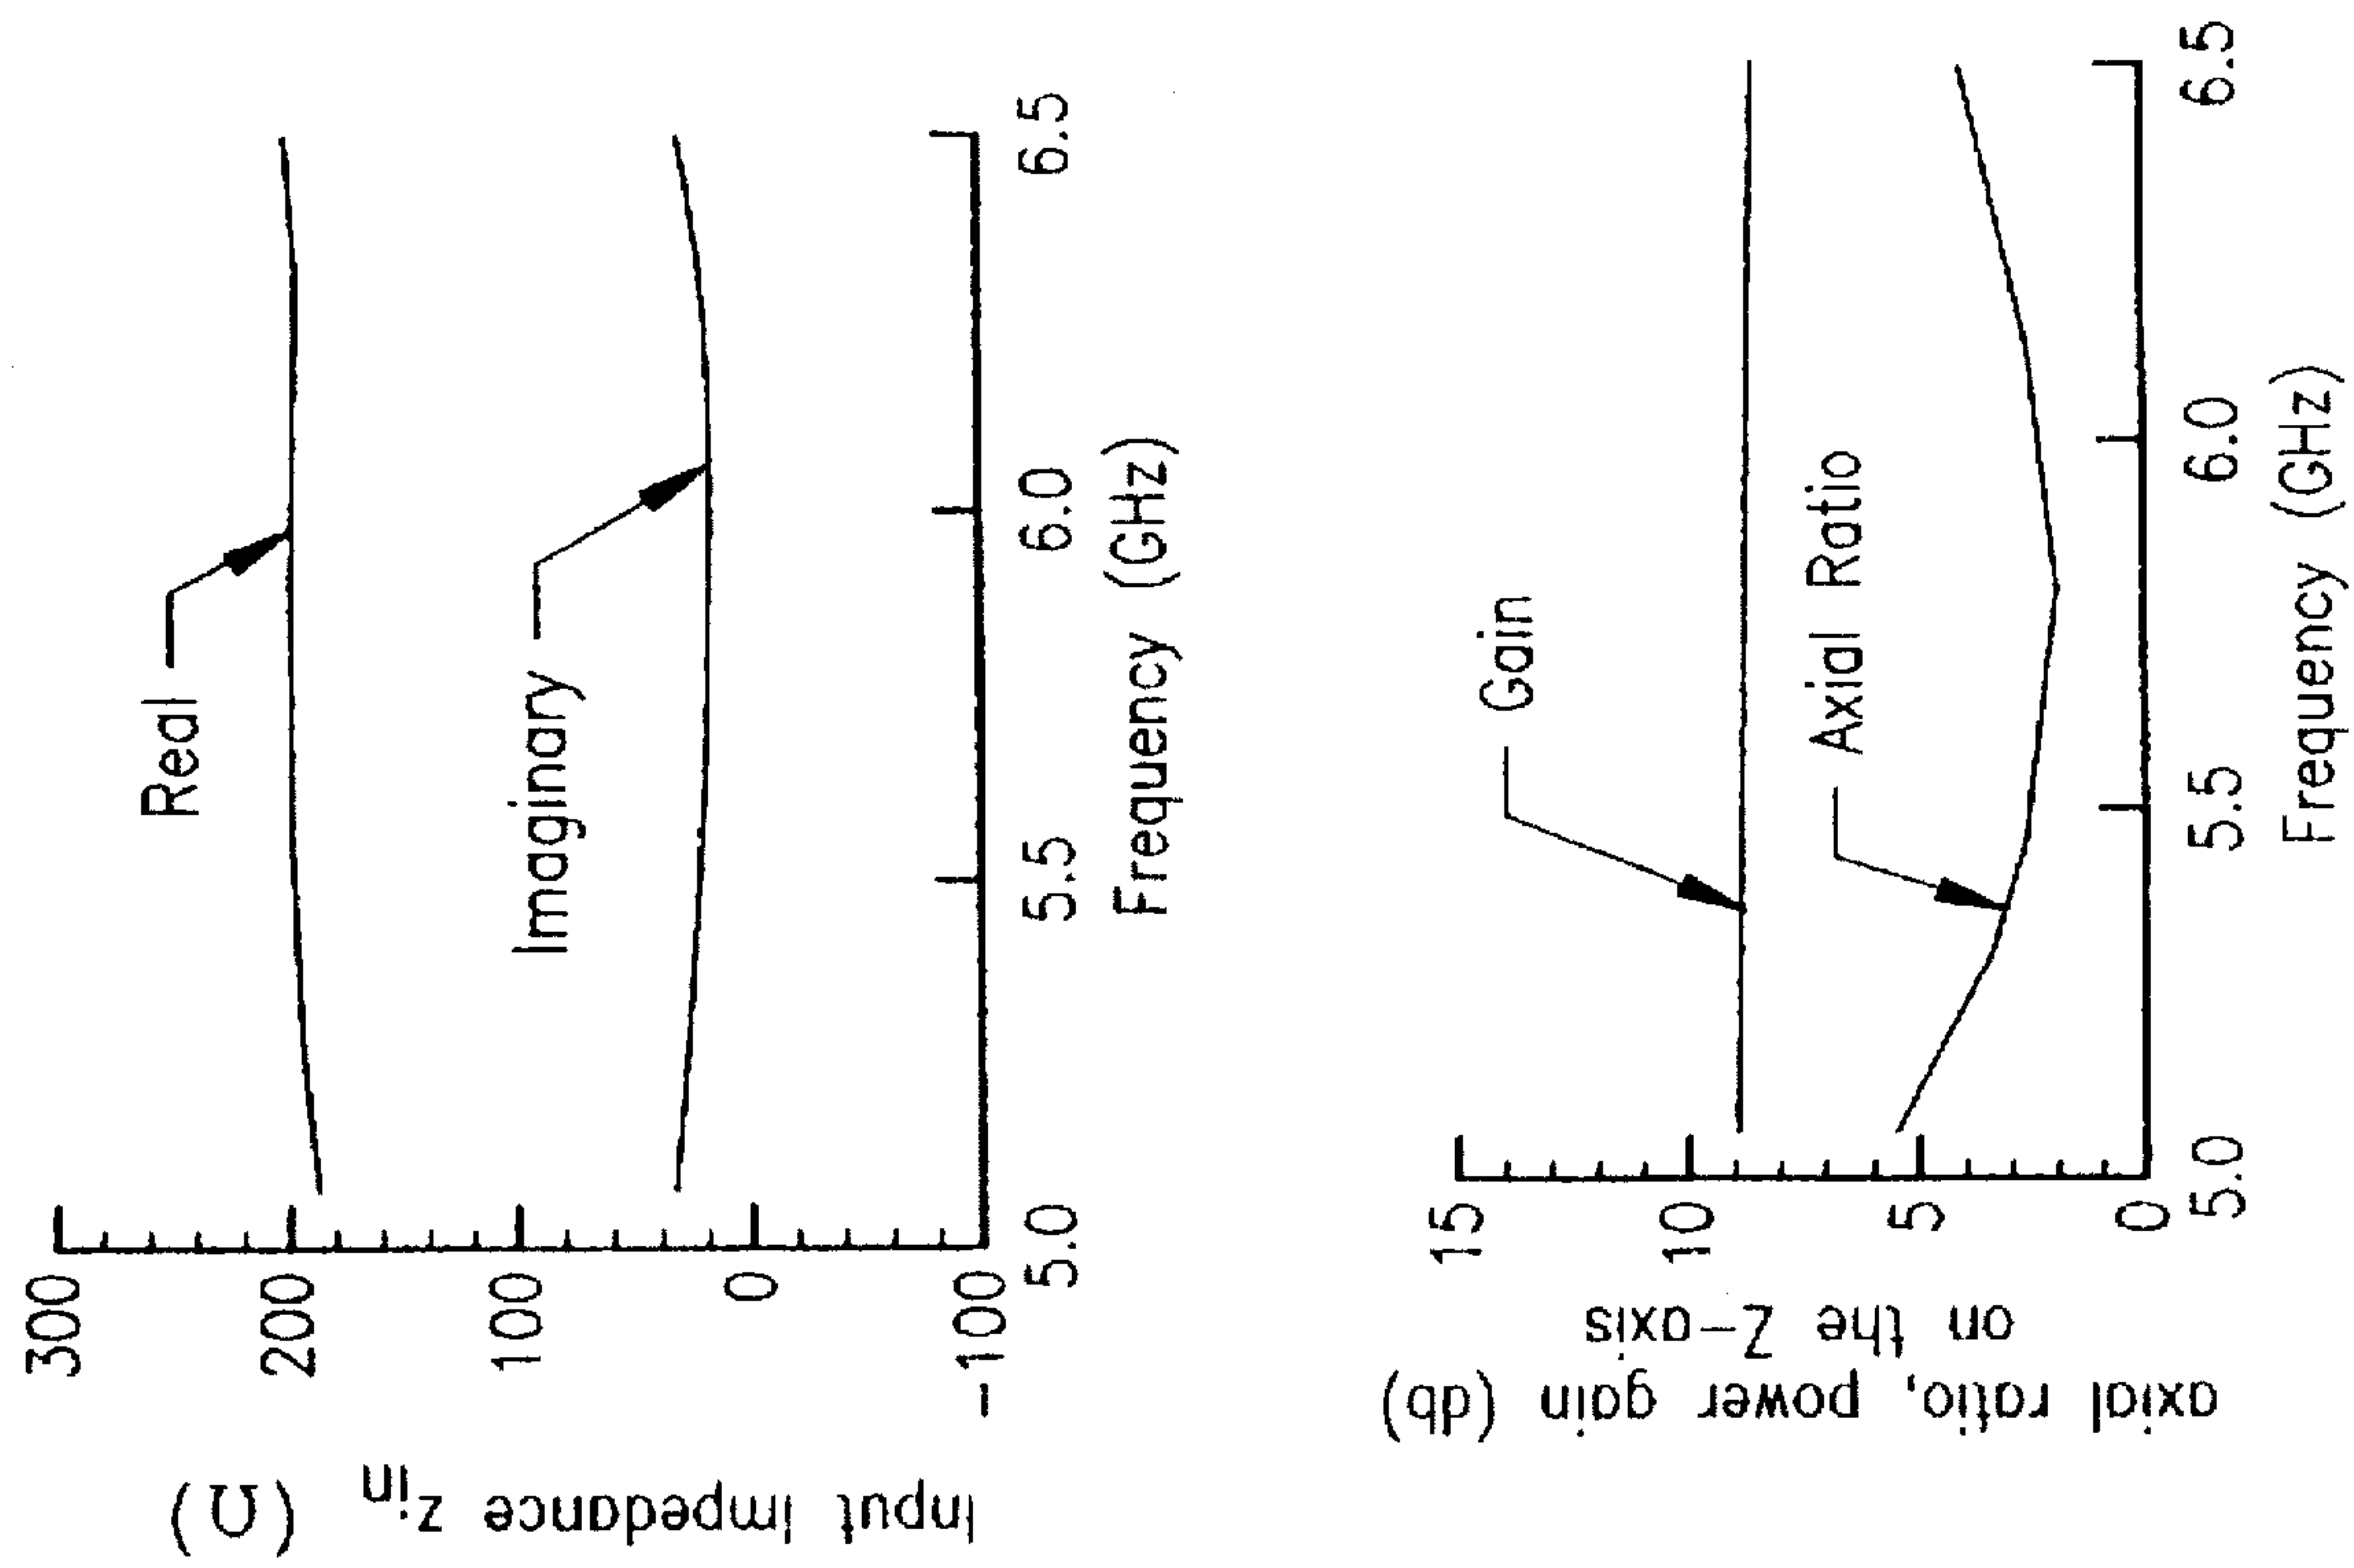 Input impedance zin (Ω)
300
200
100
0
-100
Real
Imaginary
5.0
5.5
6.0
6.5
Frequency (GHz)
axial ratio, power gain (db)
on the Z-axis
15
10
5
0
Gain
Axial Ratio
5.0
5.5
6.0
6.5
Frequency (GHz)